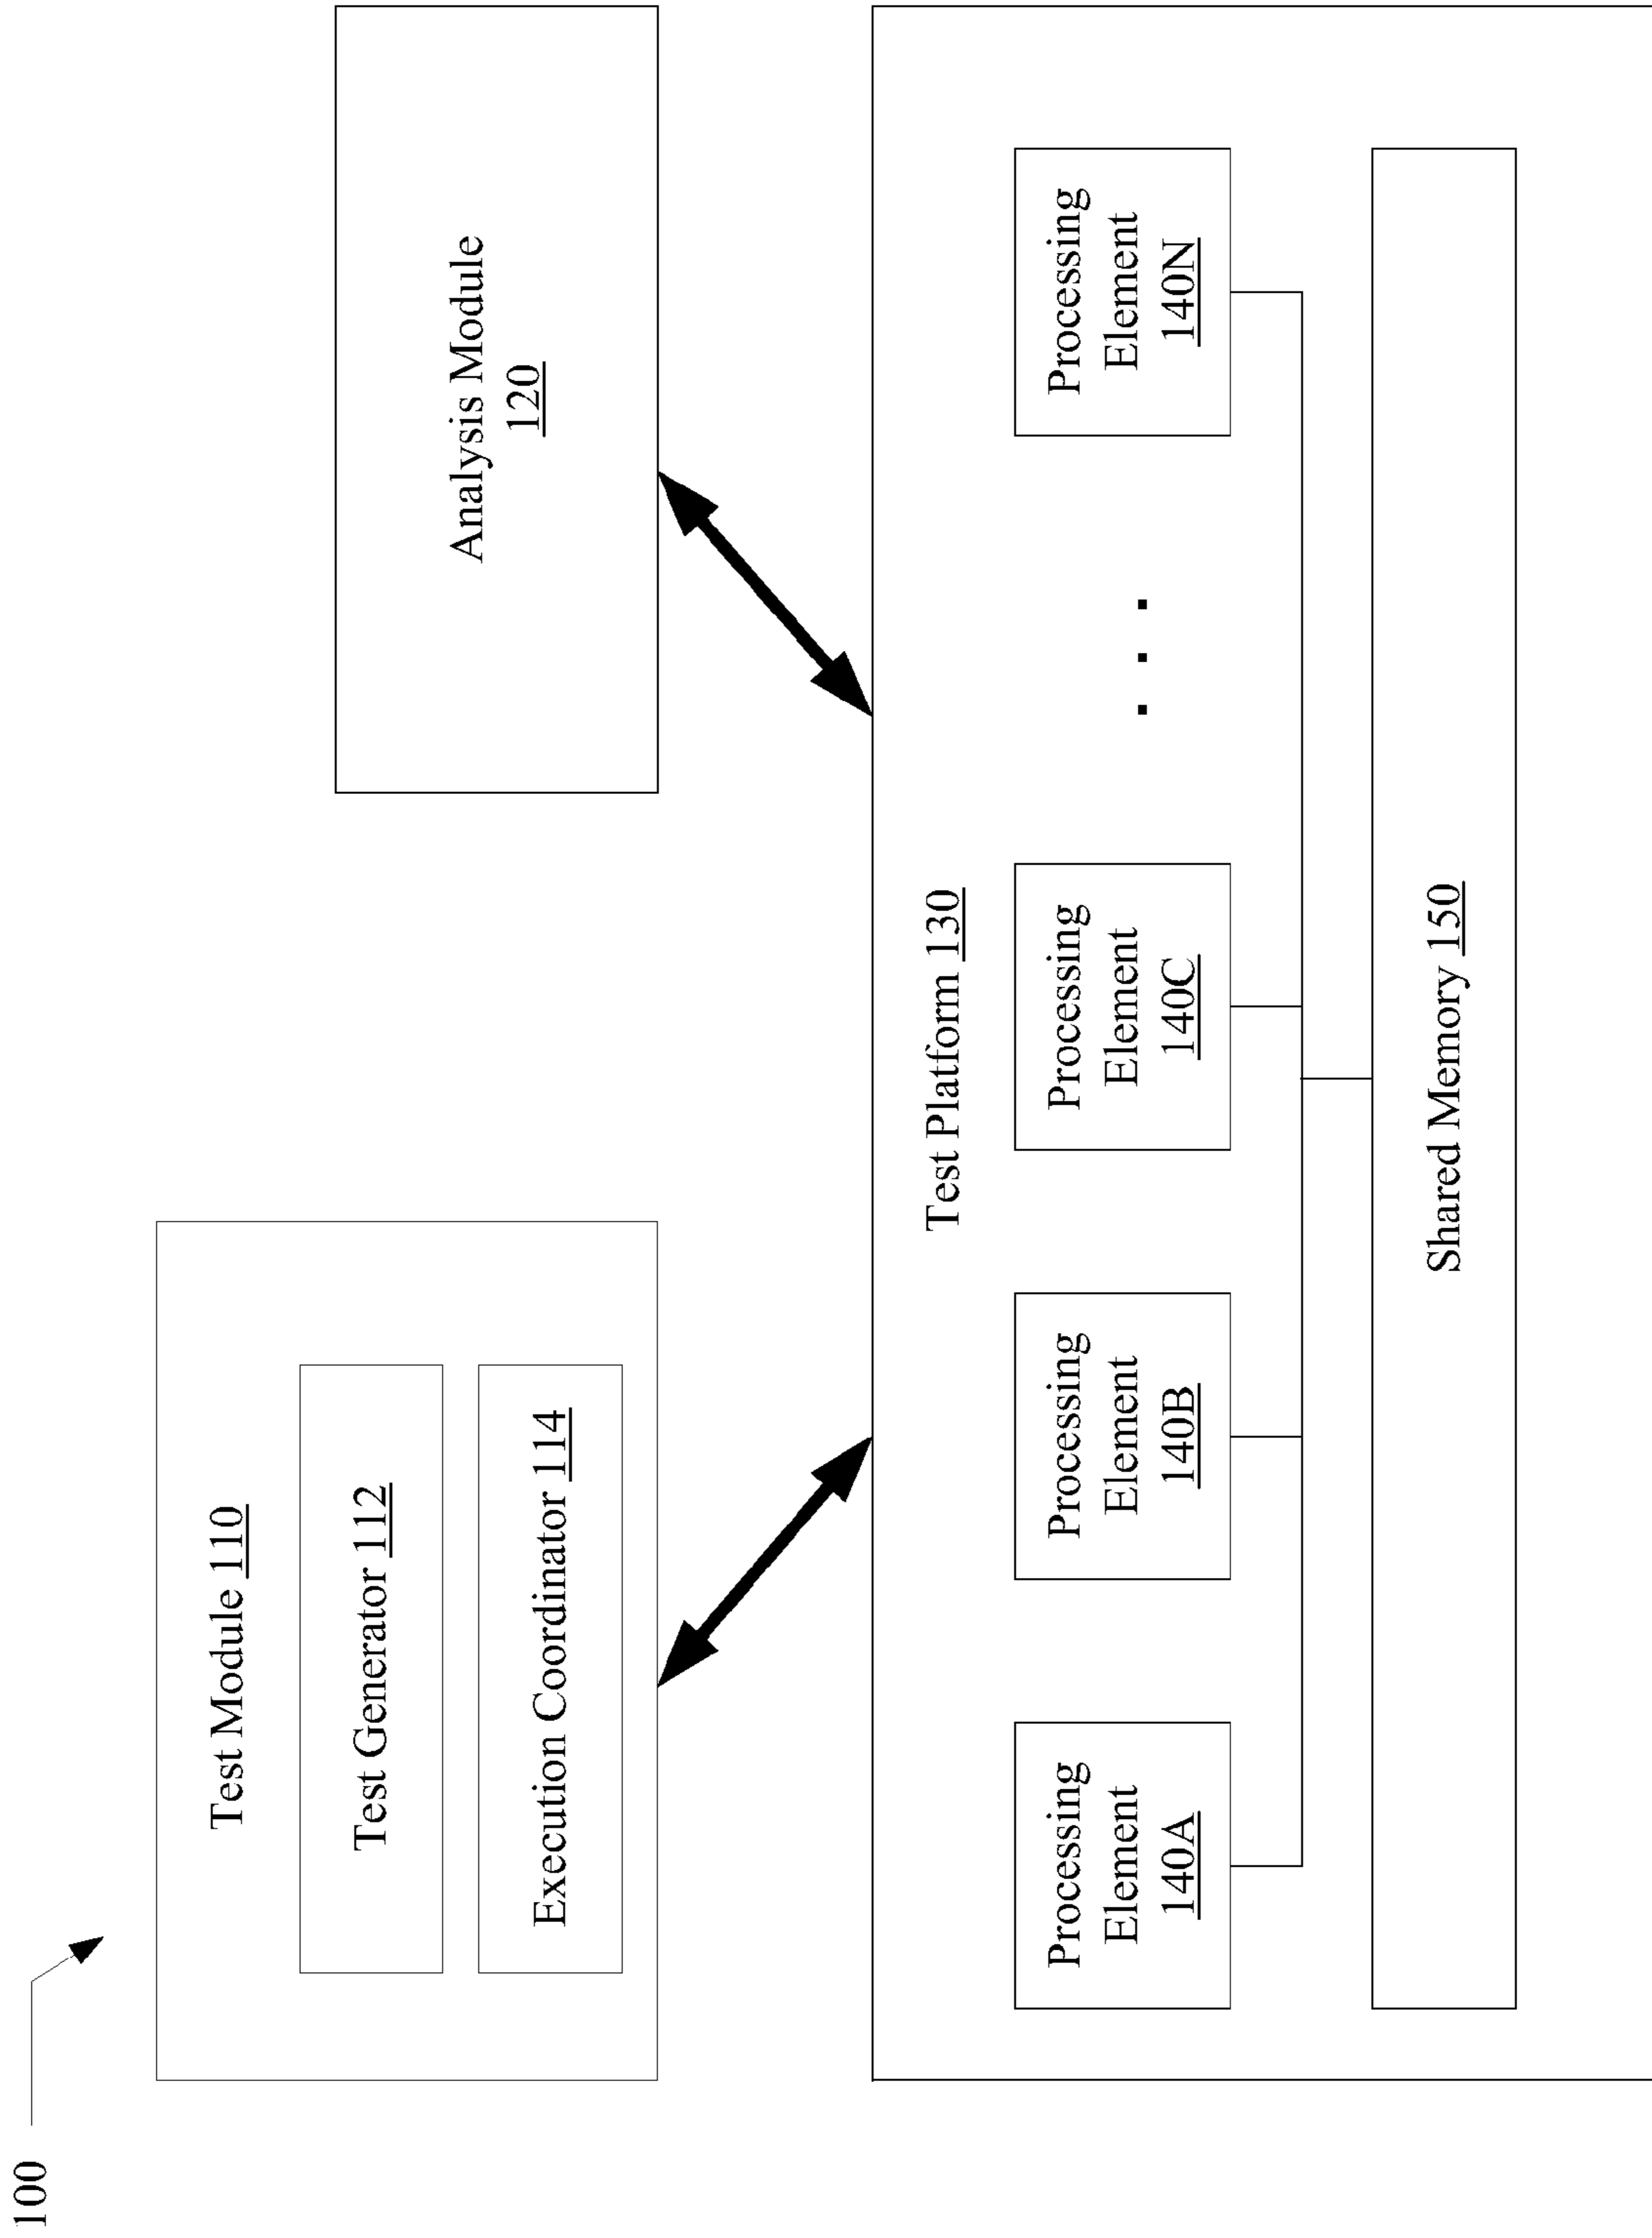 100
Test Module 110
Test Generator 112
Execution Coordinator 114
Analysis Module
120
Test Platform 130
Processing
Element
140A
Processing
Element
140B
Processing
Element
140C
. . .
Processing
Element
140N
Shared Memory 150